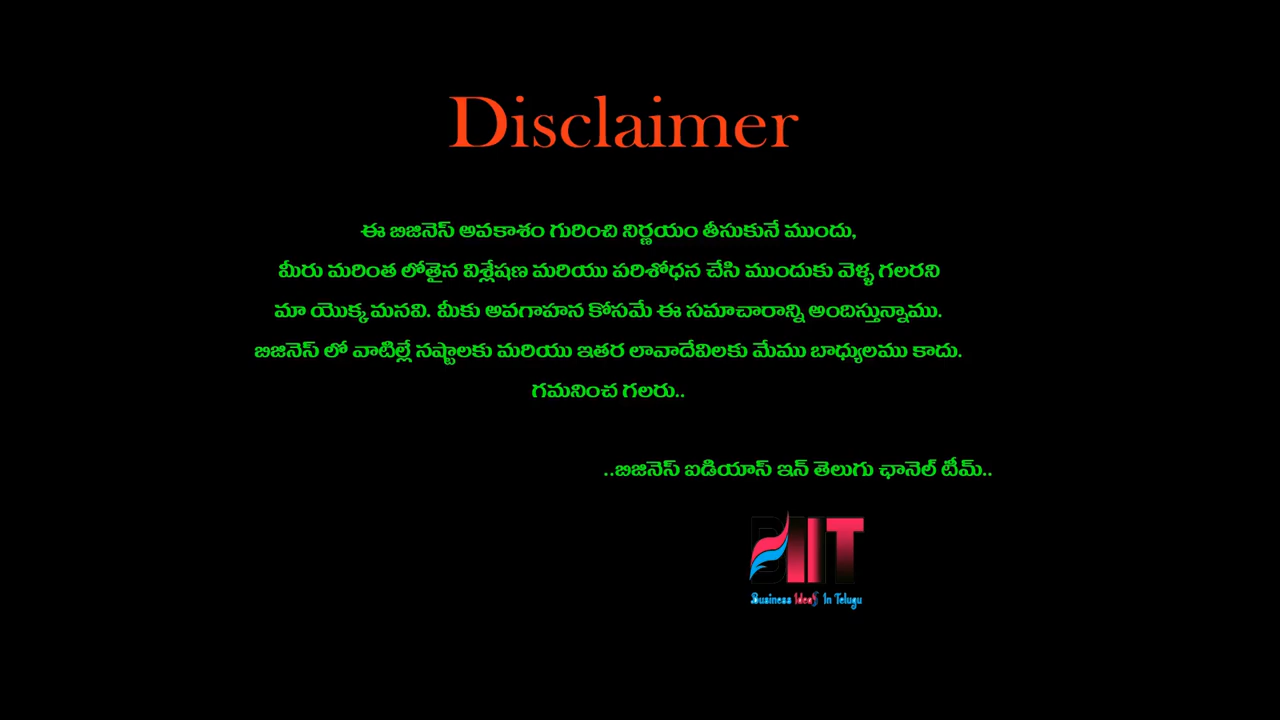 Disclaimer
ఈ బిజినెస్ అవకాశం గురించి నిర్ణయం తీసుకునే ముందు,
మీరు మరింత లోతైన విశ్లేషణ మరియు పరిశోధన చేసి ముందుకు వెళ్ళ గలరని
మా యొక్క మనవి. మీకు అవగాహన కోసమే ఈ సమాచారాన్ని అందిస్తున్నాము.
బిజినెస్ లో వాటిల్లే నష్టాలకు మరియు ఇతర లావాదేవిలకు మేము బాధ్యులము కాదు.
గమనించ గలరు..
..బిజినెస్ ఐడియాస్ ఇన్ తెలుగు ఛానెల్ టీమ్..
BIIT
Business IdeaS In Telugu